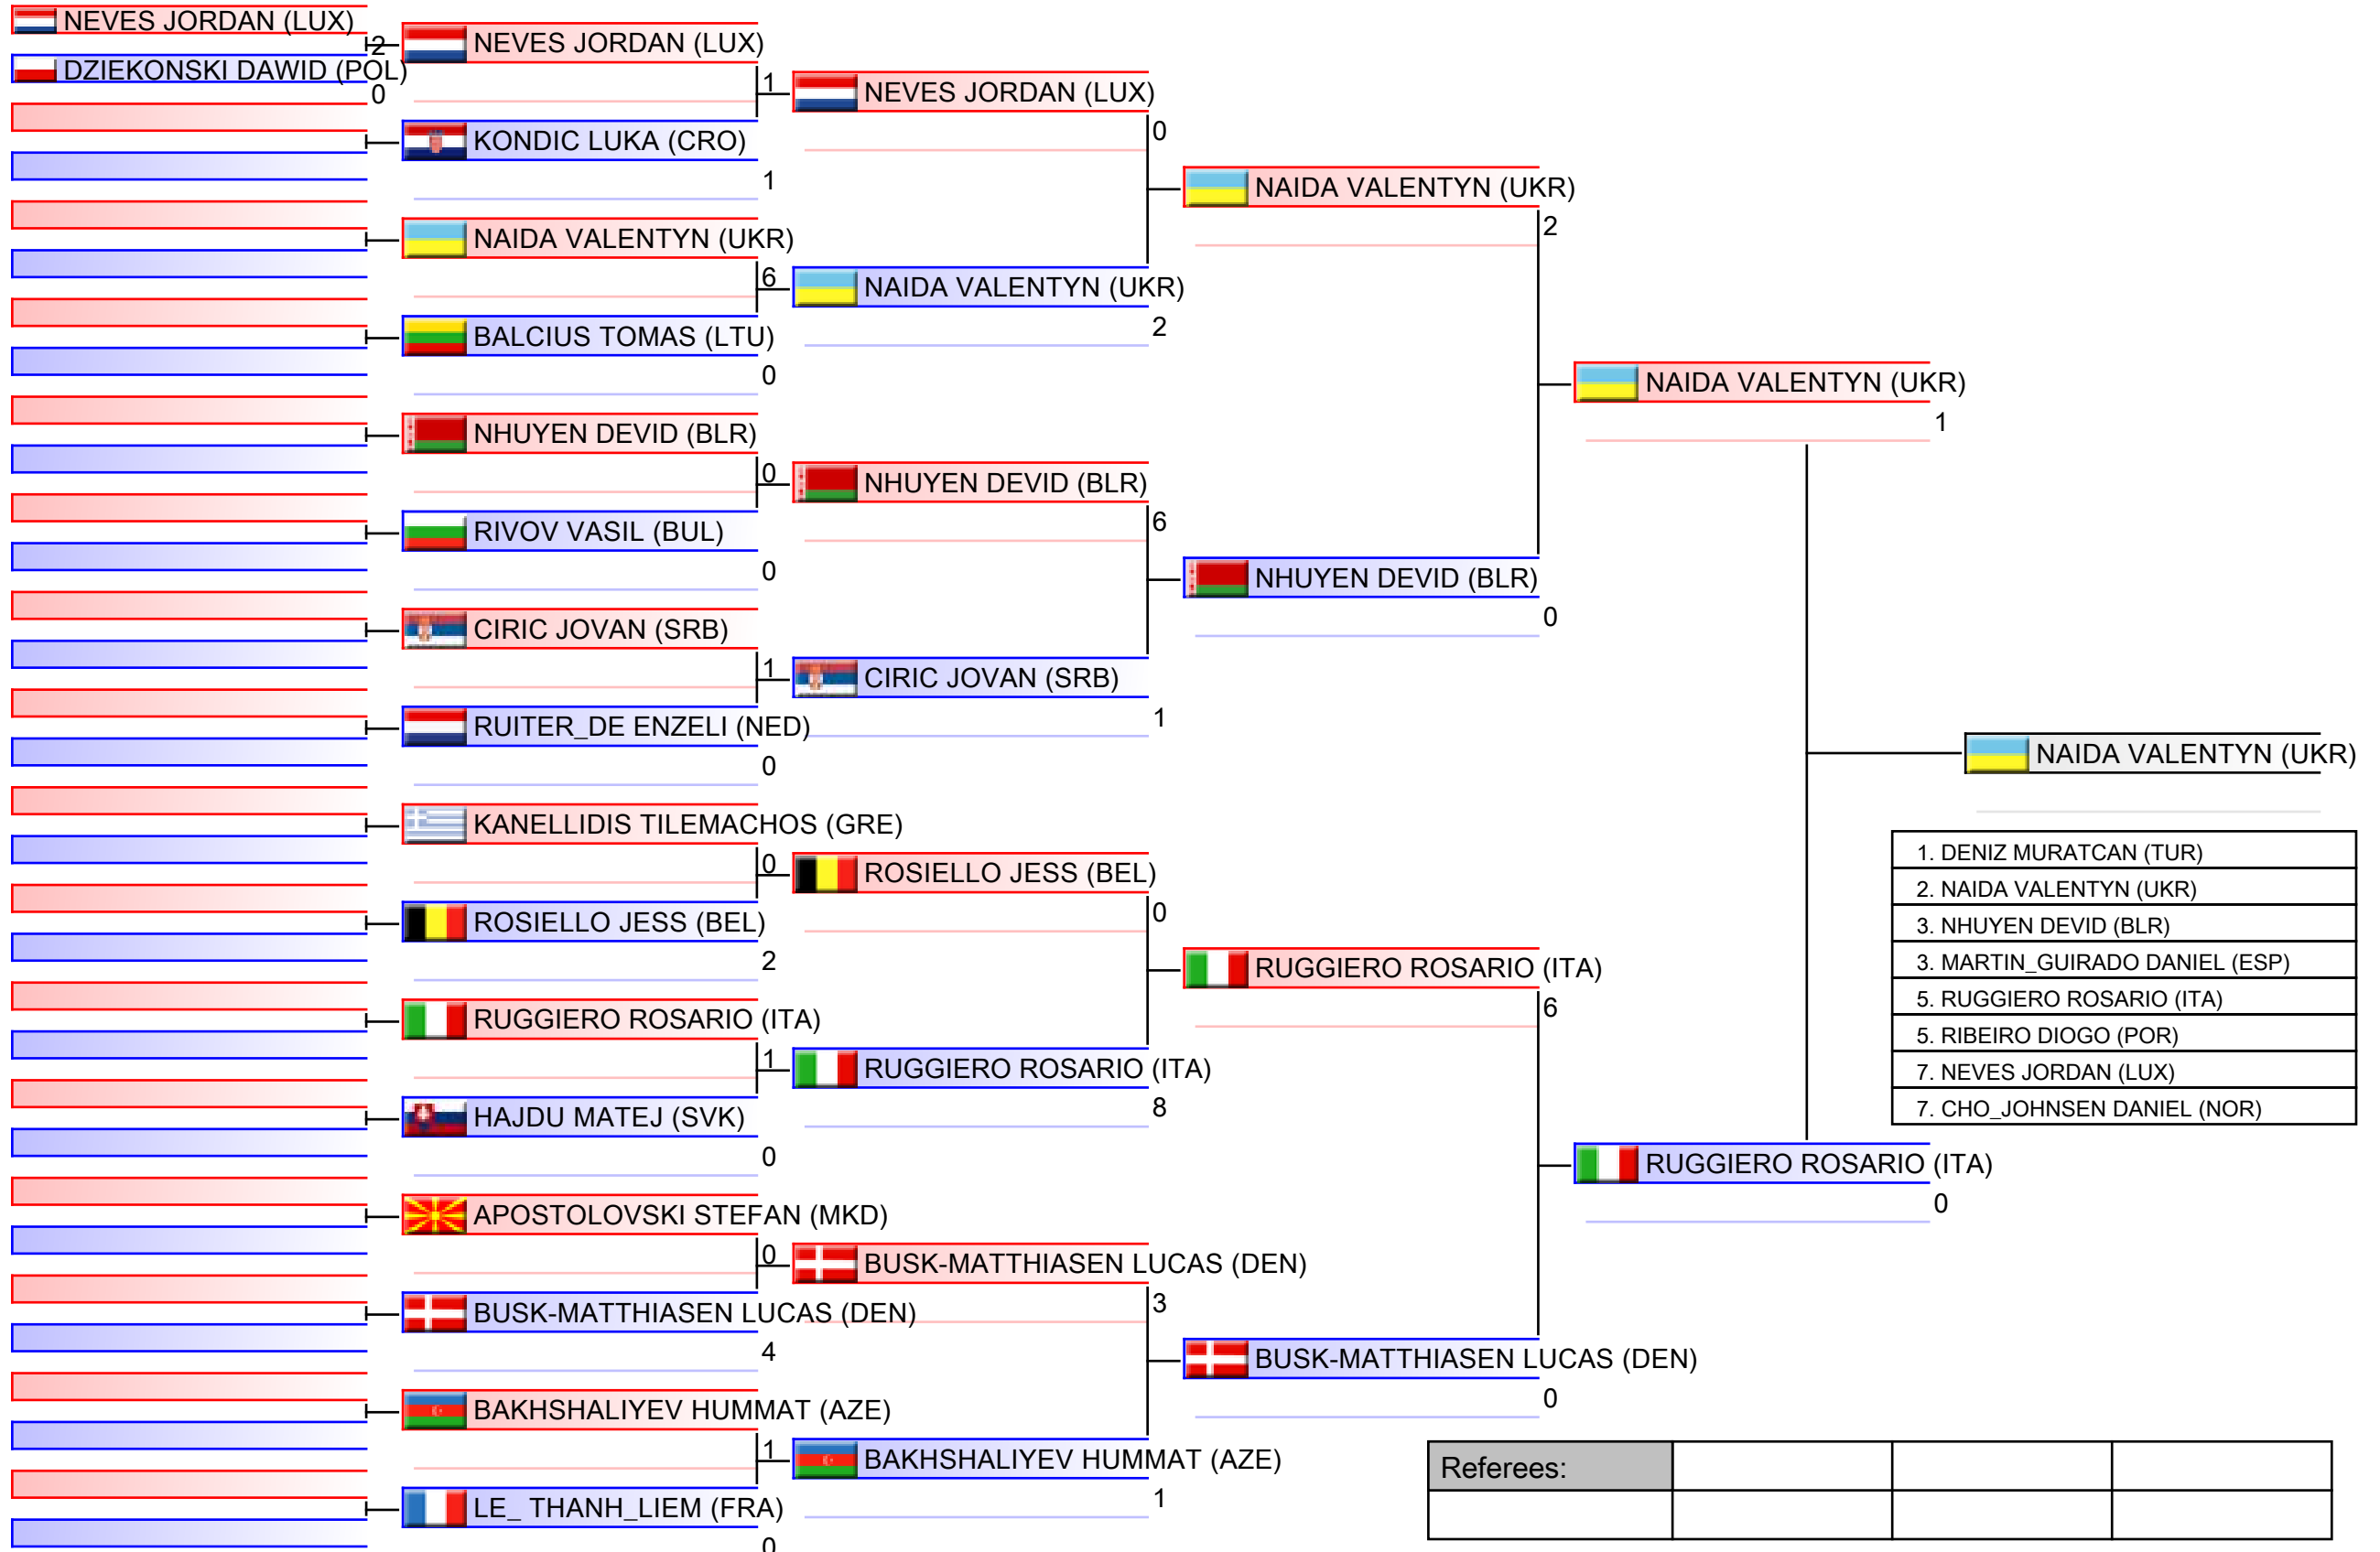 NEVES JORDAN (LUX)
2
DZIEKONSKI DAWID (POL)
0
NEVES JORDAN (LUX)
1
KONDIC LUKA (CRO)
1
NAIDA VALENTYN (UKR)
6
BALCIUS TOMAS (LTU)
0
NHUYEN DEVID (BLR)
0
RIVOV VASIL (BUL)
0
CIRIC JOVAN (SRB)
1
RUITER_DE ENZELI (NED)
0
KANELLIDIS TILEMACHOS (GRE)
0
ROSIELLO JESS (BEL)
2
RUGGIERO ROSARIO (ITA)
1
HAJDU MATEJ (SVK)
0
APOSTOLOVSKI STEFAN (MKD)
0
BUSK-MATTHIASEN LUCAS (DEN)
4
BAKHSHALIYEV HUMMAT (AZE)
1
LE_ THANH_LIEM (FRA)
0
NEVES JORDAN (LUX)
0
NAIDA VALENTYN (UKR)
2
NHUYEN DEVID (BLR)
6
CIRIC JOVAN (SRB)
1
ROSIELLO JESS (BEL)
0
RUGGIERO ROSARIO (ITA)
8
BUSK-MATTHIASEN LUCAS (DEN)
3
BAKHSHALIYEV HUMMAT (AZE)
1
NAIDA VALENTYN (UKR)
2
NHUYEN DEVID (BLR)
0
RUGGIERO ROSARIO (ITA)
6
BUSK-MATTHIASEN LUCAS (DEN)
0
NAIDA VALENTYN (UKR)
1
RUGGIERO ROSARIO (ITA)
0
NAIDA VALENTYN (UKR)
1. DENIZ MURATCAN (TUR)
2. NAIDA VALENTYN (UKR)
3. NHUYEN DEVID (BLR)
3. MARTIN_GUIRADO DANIEL (ESP)
5. RUGGIERO ROSARIO (ITA)
5. RIBEIRO DIOGO (POR)
7. NEVES JORDAN (LUX)
7. CHO_JOHNSEN DANIEL (NOR)
Referees: